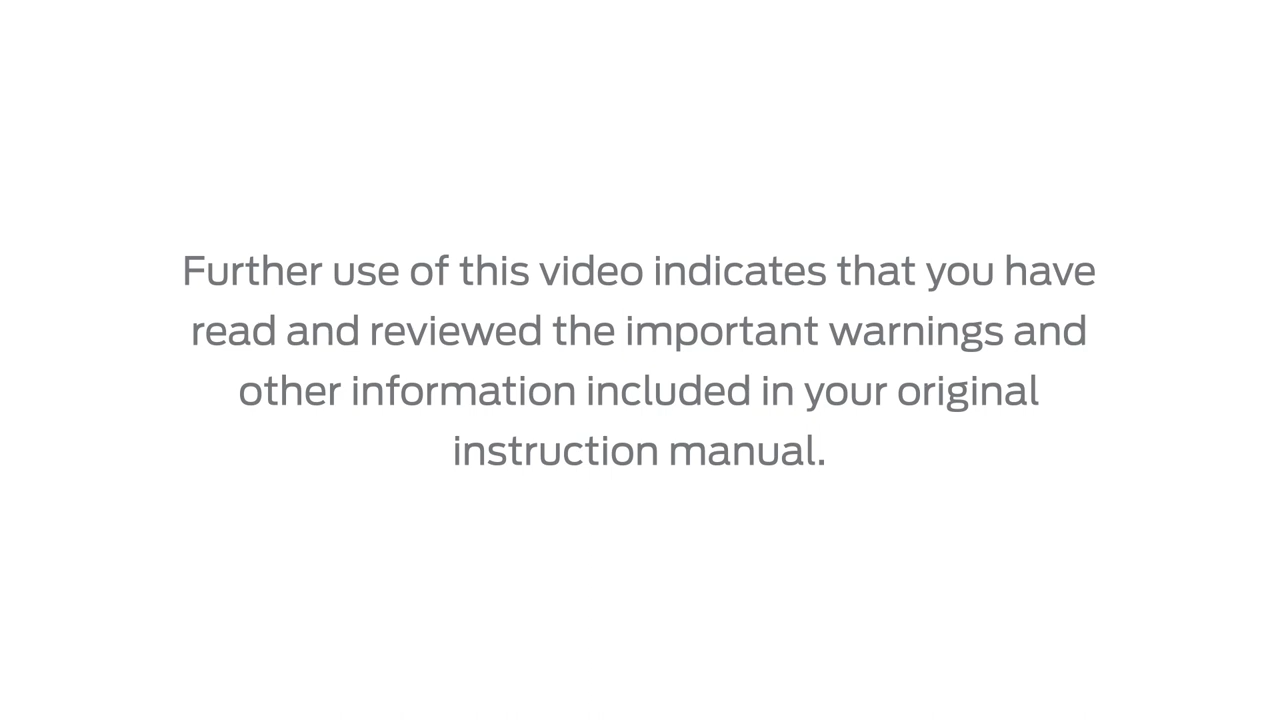 Further use of this video indicates that you have
read and reviewed the important warnings and
other information included in your original
instruction manual.